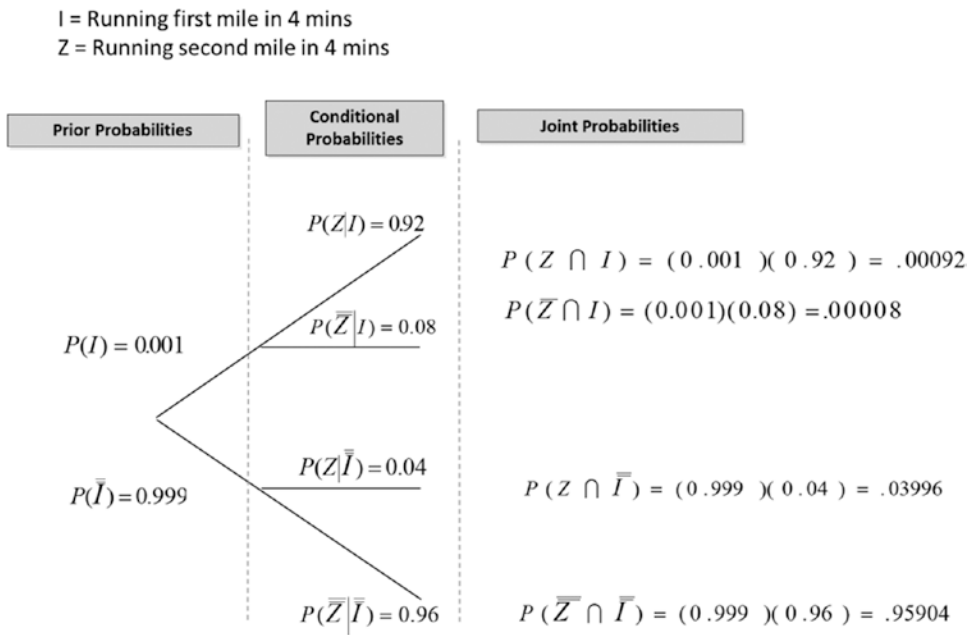 I = Running first mile in 4 mins
Z = Running second mile in 4 mins
Prior Probabilities
Conditional
Probabilities
Joint Probabilities
P(Z|I) = 0.92
P(Z ∩ I) = (0.001)(0.92) = .00092
P(Z̅|I) = 0.08
P(Z̅ ∩ I) = (0.001)(0.08) = .00008
P(I) = 0.001
P(Z|I̿) = 0.04
P(Z ∩ I̿) = (0.999)(0.04) = .03996
P(I̿) = 0.999
P(Z̿|I̿) = 0.96
P(Z̿ ∩ I̿) = (0.999)(0.96) = .95904